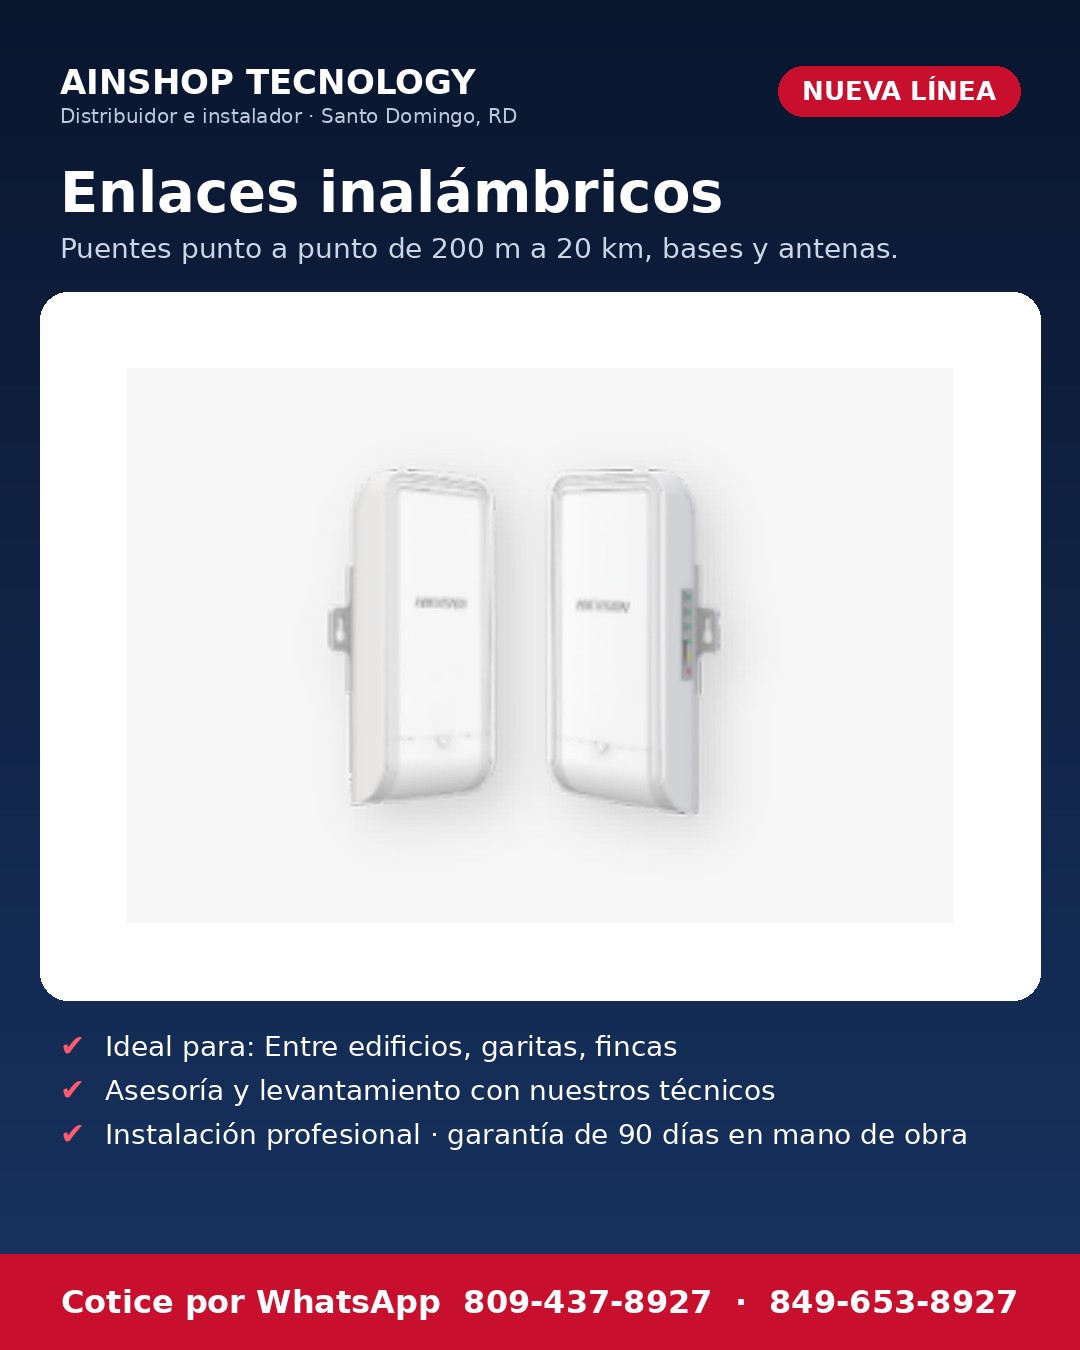 AINSHOP TECNOLOGY
Distribuidor e instalador · Santo Domingo, RD
NUEVA LÍNEA
Enlaces inalámbricos
Puentes punto a punto de 200 m a 20 km, bases y antenas.
HIKVISION
HIKVISION
✔ Ideal para: Entre edificios, garitas, fincas
✔ Asesoría y levantamiento con nuestros técnicos
✔ Instalación profesional · garantía de 90 días en mano de obra
Cotice por WhatsApp 809-437-8927 · 849-653-8927